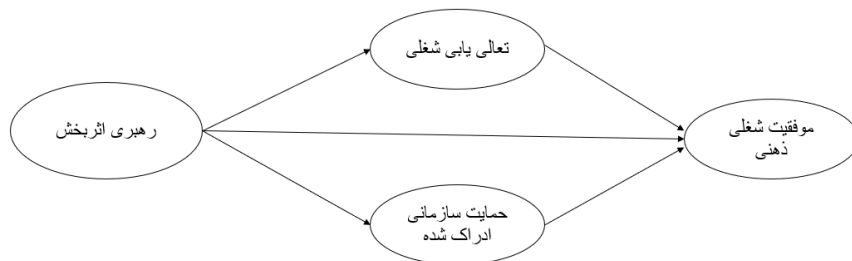 تعالی یابی شغلی
رهبری اثربخش
موفقیت شغلی
ذهنی
حمایت سازمانی
ادراک شده